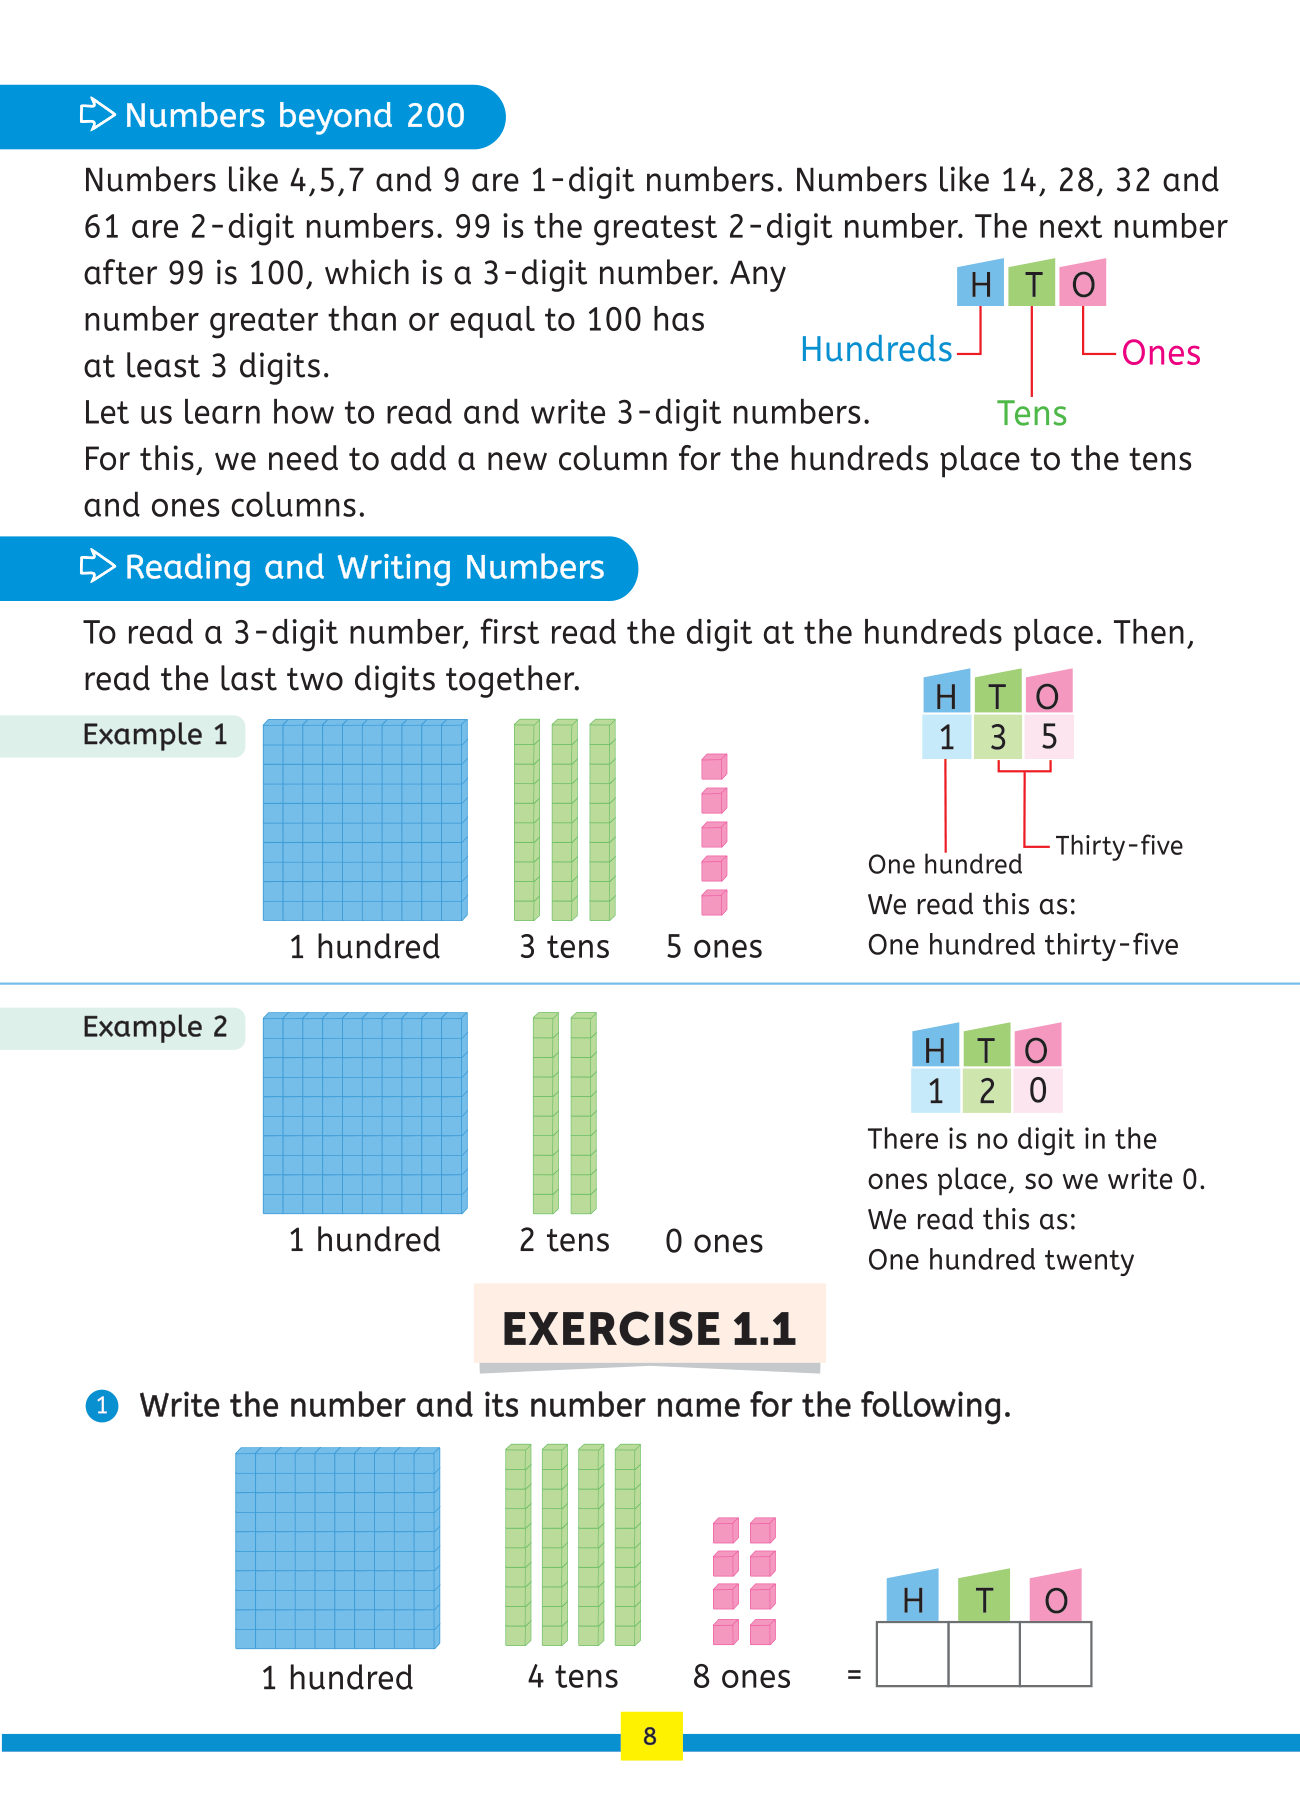 Numbers beyond 200
Numbers like 4,5,7 and 9 are 1-digit numbers. Numbers like 14, 28, 32 and
61 are 2-digit numbers. 99 is the greatest 2-digit number. The next number
after 99 is 100, which is a 3-digit number. Any
number greater than or equal to 100 has
at least 3 digits.
H T O
Hundreds
Ones
Tens
Let us learn how to read and write 3-digit numbers.
For this, we need to add a new column for the hundreds place to the tens
and ones columns.
Reading and Writing Numbers
To read a 3-digit number, first read the digit at the hundreds place. Then,
read the last two digits together.
Example 1
1 hundred 3 tens 5 ones
H T O
1 3 5
Thirty-five
One hundred
We read this as:
One hundred thirty-five
Example 2
1 hundred 2 tens 0 ones
H T O
1 2 0
There is no digit in the
ones place, so we write 0.
We read this as:
One hundred twenty
EXERCISE 1.1
1 Write the number and its number name for the following.
H T O
1 hundred 4 tens 8 ones =
8